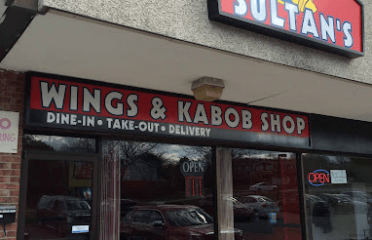 SULTAN'S
WINGS & KABOB SHOP
DINE-IN • TAKE-OUT • DELIVERY
OPEN
OPEN